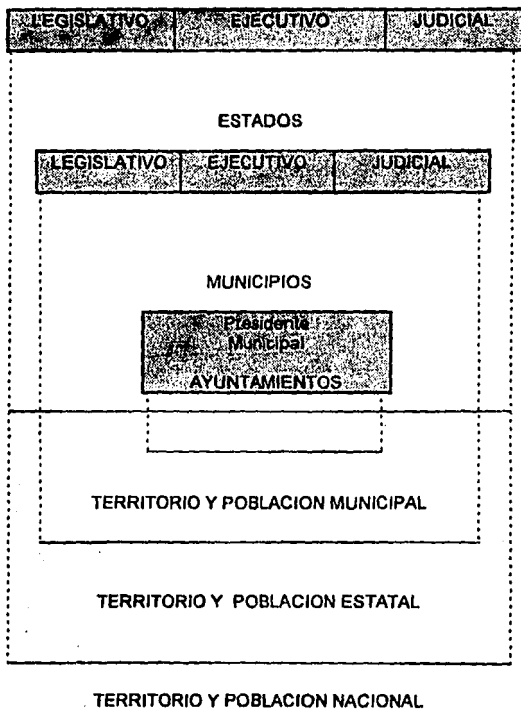 LEGISLATIVO EJECUTIVO JUDICIAL
ESTADOS
LEGISLATIVO EJECUTIVO JUDICIAL
MUNICIPIOS
Presidente
Municipal
AYUNTAMIENTOS
TERRITORIO Y POBLACION MUNICIPAL
TERRITORIO Y POBLACION ESTATAL
TERRITORIO Y POBLACION NACIONAL